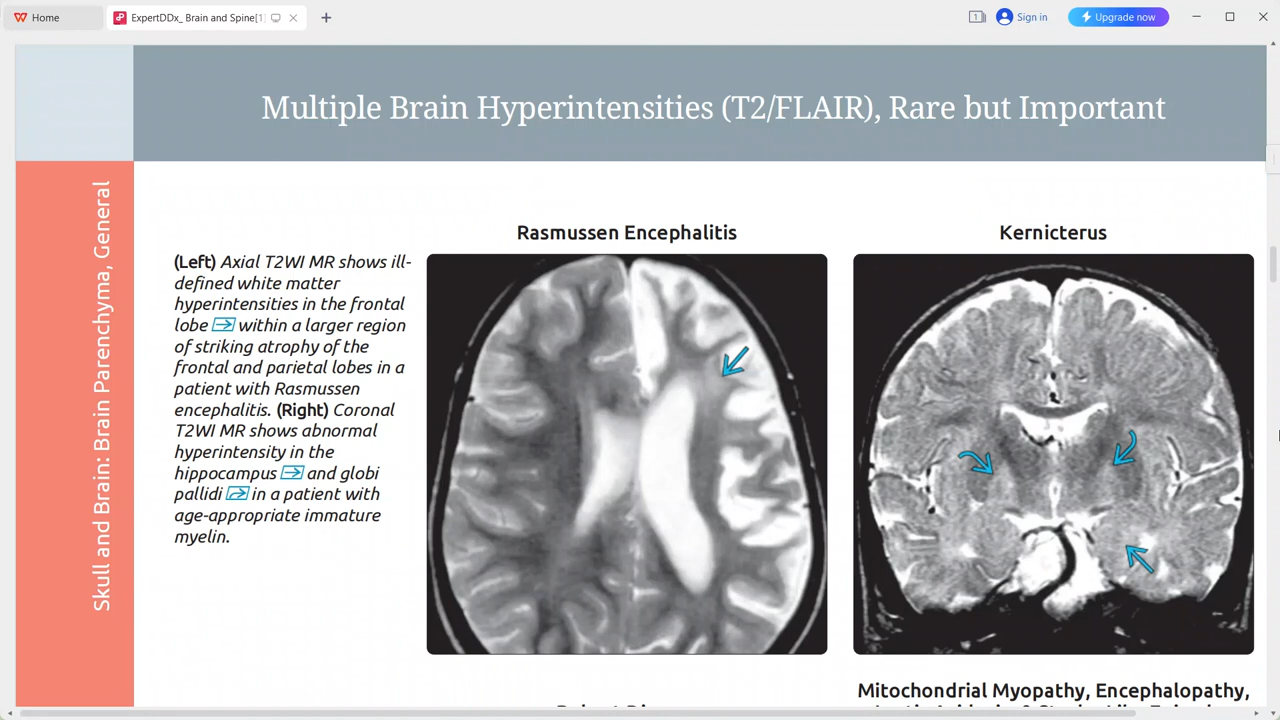 Home
ExpertDDx_ Brain and Spine[1]
1
Sign in
Upgrade now
Multiple Brain Hyperintensities (T2/FLAIR), Rare but Important
Skull and Brain: Brain Parenchyma, General
(Left) Axial T2WI MR shows ill-
defined white matter
hyperintensities in the frontal
lobe within a larger region
of striking atrophy of the
frontal and parietal lobes in a
patient with Rasmussen
encephalitis. (Right) Coronal
T2WI MR shows abnormal
hyperintensity in the
hippocampus and globi
pallidi in a patient with
age-appropriate immature
myelin.
Rasmussen Encephalitis
Kernicterus
Mitochondrial Myopathy, Encephalopathy,